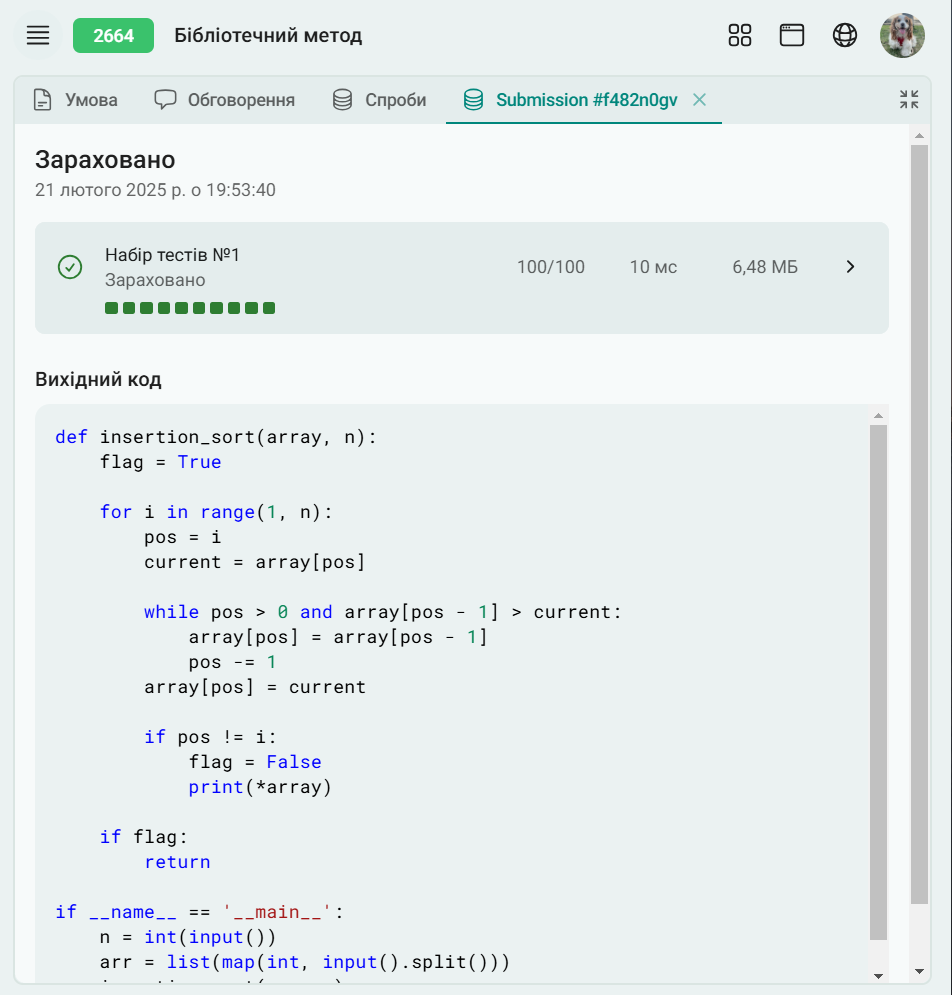 2664 Бібліотечний метод
Умова Обговорення Спроби Submission #f482n0gv
Зараховано
21 лютого 2025 р. о 19:53:40
Набір тестів №1
Зараховано
100/100 10 мс 6,48 МБ
Вихідний код
def insertion_sort(array, n):
    flag = True
    for i in range(1, n):
        pos = i
        current = array[pos]
        while pos > 0 and array[pos - 1] > current:
            array[pos] = array[pos - 1]
            pos -= 1
        array[pos] = current
        if pos != i:
            flag = False
            print(*array)
    if flag:
        return
if __name__ == '__main__':
    n = int(input())
    arr = list(map(int, input().split()))